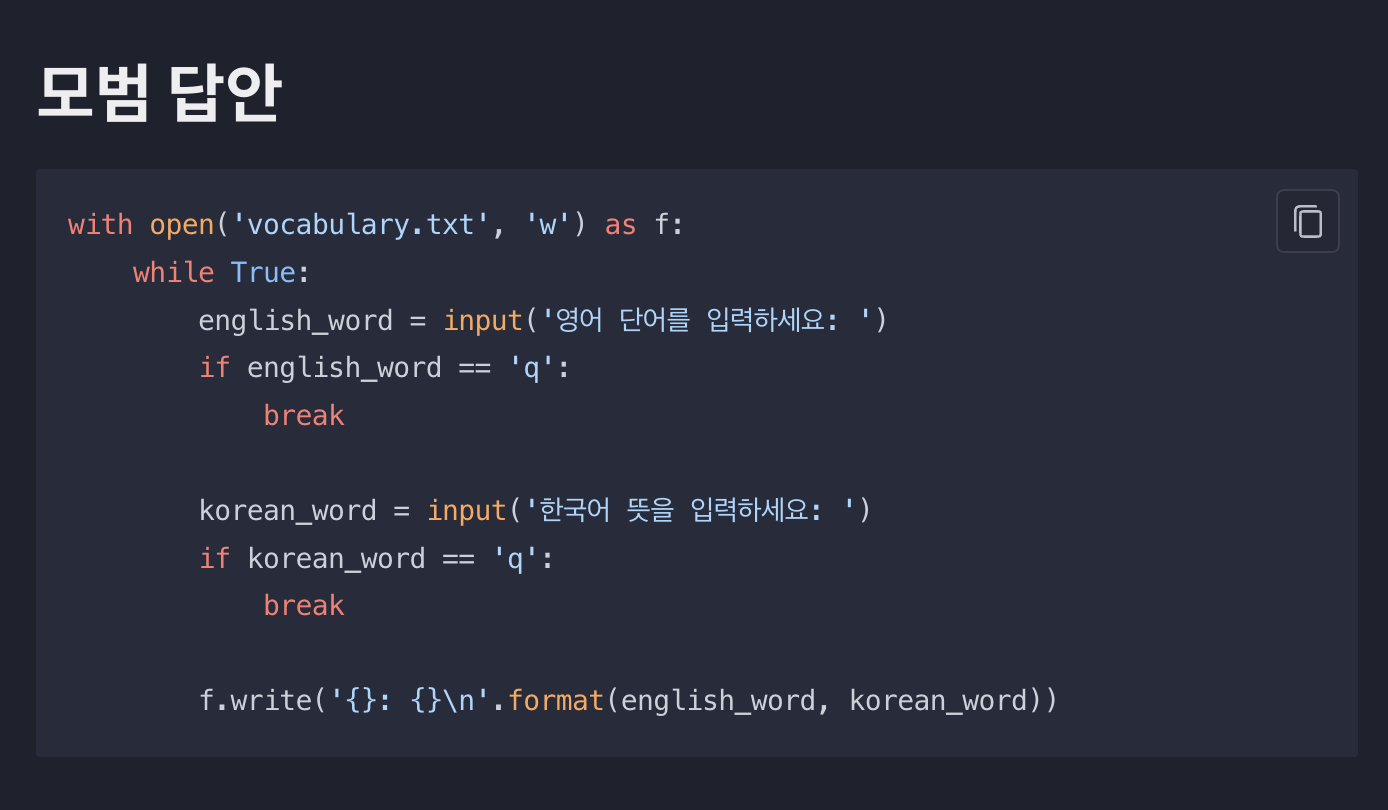 모범 답안
with open('vocabulary.txt', 'w') as f:
    while True:
        english_word = input('영어 단어를 입력하세요: ')
        if english_word == 'q':
            break

        korean_word = input('한국어 뜻을 입력하세요: ')
        if korean_word == 'q':
            break

        f.write('{}: {}\n'.format(english_word, korean_word))